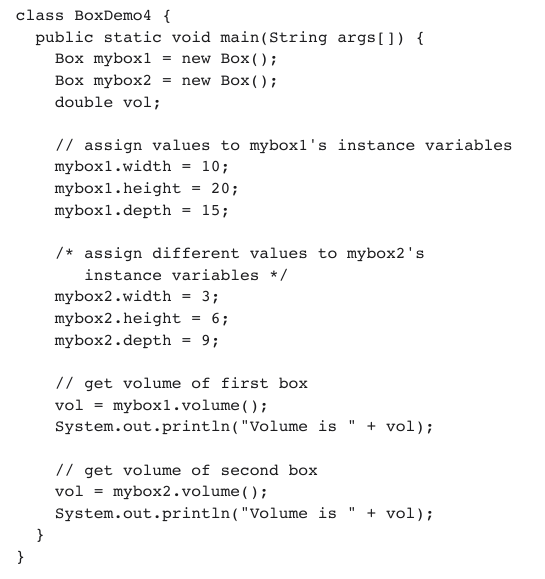 class BoxDemo4 {
  public static void main(String args[]) {
    Box mybox1 = new Box();
    Box mybox2 = new Box();
    double vol;

    // assign values to mybox1's instance variables
    mybox1.width = 10;
    mybox1.height = 20;
    mybox1.depth = 15;

    /* assign different values to mybox2's
       instance variables */
    mybox2.width = 3;
    mybox2.height = 6;
    mybox2.depth = 9;

    // get volume of first box
    vol = mybox1.volume();
    System.out.println("Volume is " + vol);

    // get volume of second box
    vol = mybox2.volume();
    System.out.println("Volume is " + vol);
  }
}